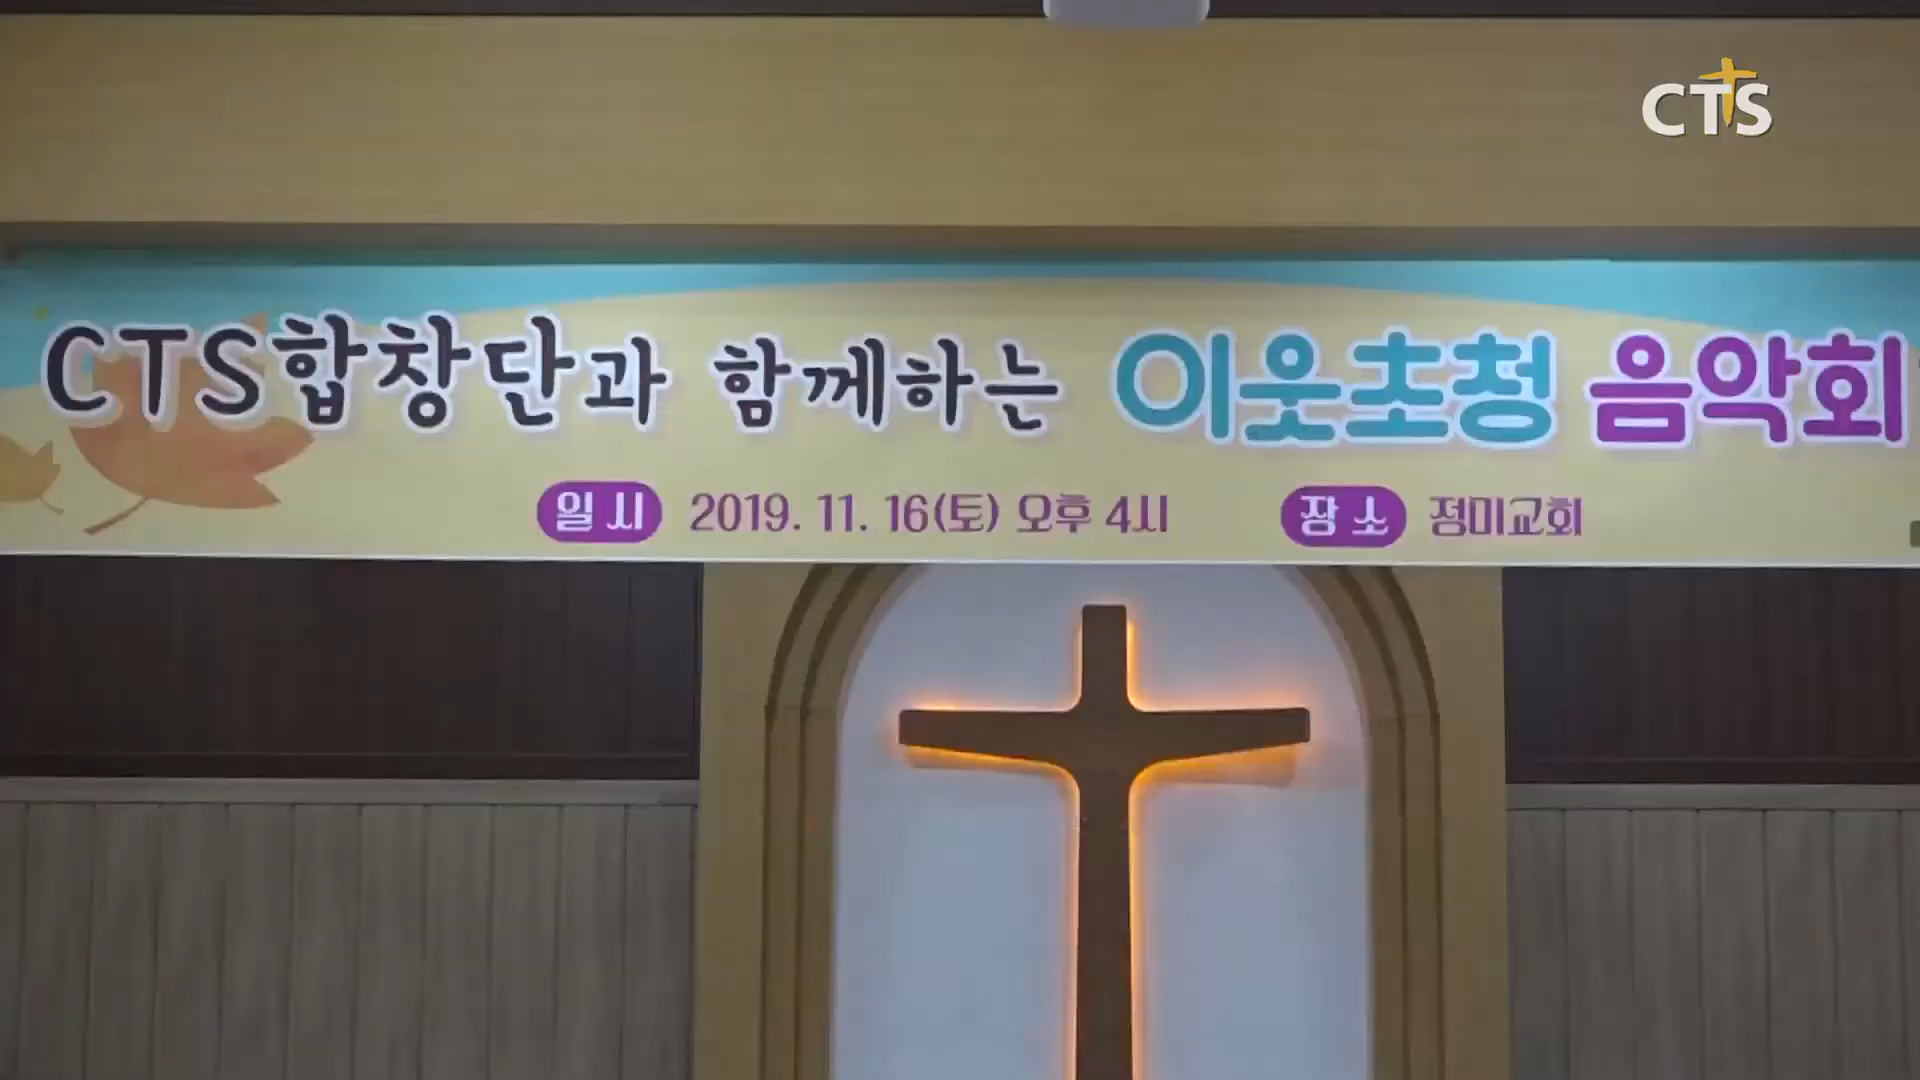 CTS
CTS합창단과 함께하는 이웃초청 음악회
일시 2019. 11. 16(토) 오후 4시 장소 정미교회